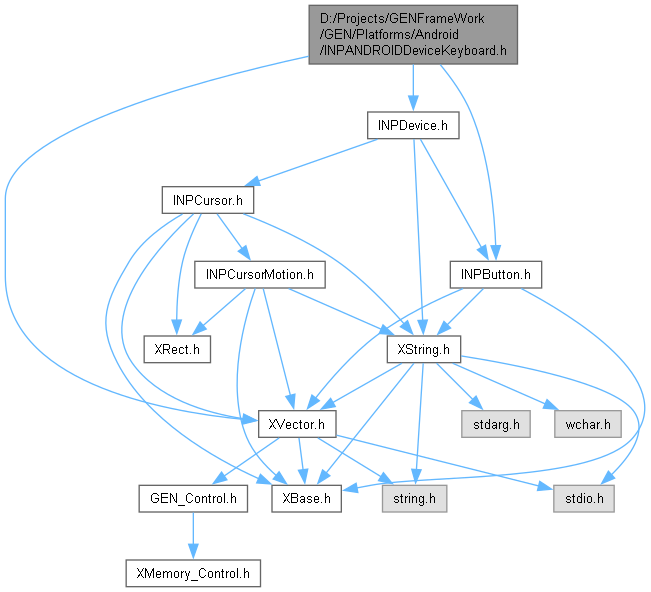 D:/Projects/GENFrameWork
/GEN/Platforms/Android
/INPANDROIDDeviceKeyboard.h
INPDevice.h
INPCursor.h
INPCursorMotion.h
INPButton.h
XRect.h
XString.h
XVector.h
stdarg.h
wchar.h
GEN_Control.h
XBase.h
string.h
stdio.h
XMemory_Control.h